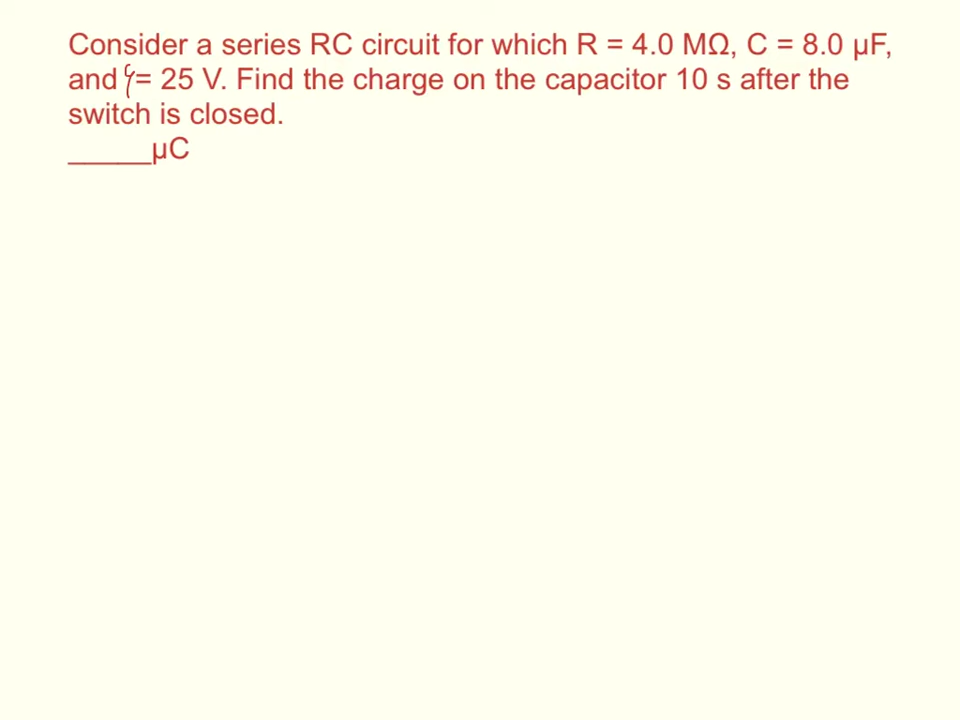 Consider a series RC circuit for which R = 4.0 MΩ, C = 8.0 µF,
and = 25 V. Find the charge on the capacitor 10 s after the
switch is closed.
_____µC